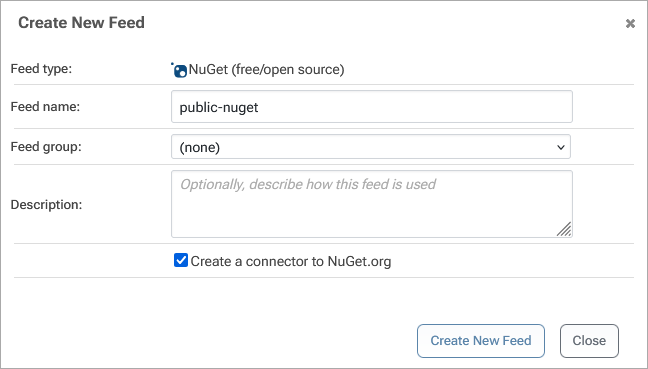 Create New Feed
Feed type: NuGet (free/open source)
Feed name: public-nuget
Feed group: (none)
Description: Optionally, describe how this feed is used
Create a connector to NuGet.org
Create New Feed Close